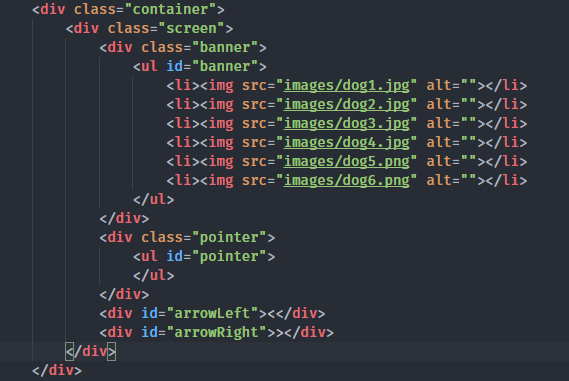 <div class="container">
<div class="screen">
<div class="banner">
<ul id="banner">
<li><img src="images/dog1.jpg" alt=""></li>
<li><img src="images/dog2.jpg" alt=""></li>
<li><img src="images/dog3.jpg" alt=""></li>
<li><img src="images/dog4.jpg" alt=""></li>
<li><img src="images/dog5.png" alt=""></li>
<li><img src="images/dog6.png" alt=""></li>
</ul>
</div>
<div class="pointer">
<ul id="pointer">
</ul>
</div>
<div id="arrowLeft"><</div>
<div id="arrowRight">></div>
</div>
</div>